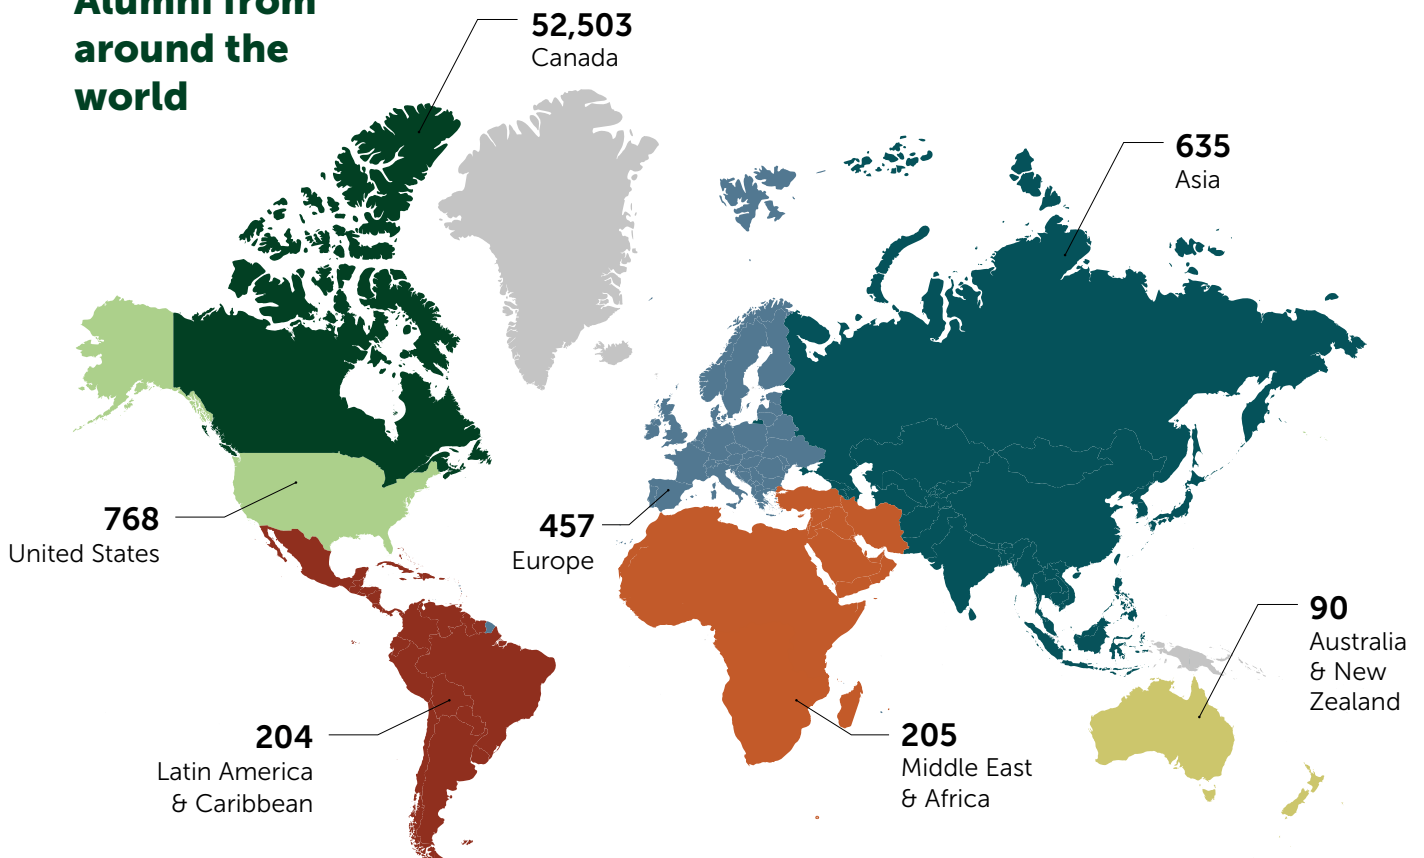 Alumni from
around the
world
52,503
Canada
635
Asia
768
United States
457
Europe
90
Australia
& New
Zealand
204
Latin America
& Caribbean
205
Middle East
& Africa